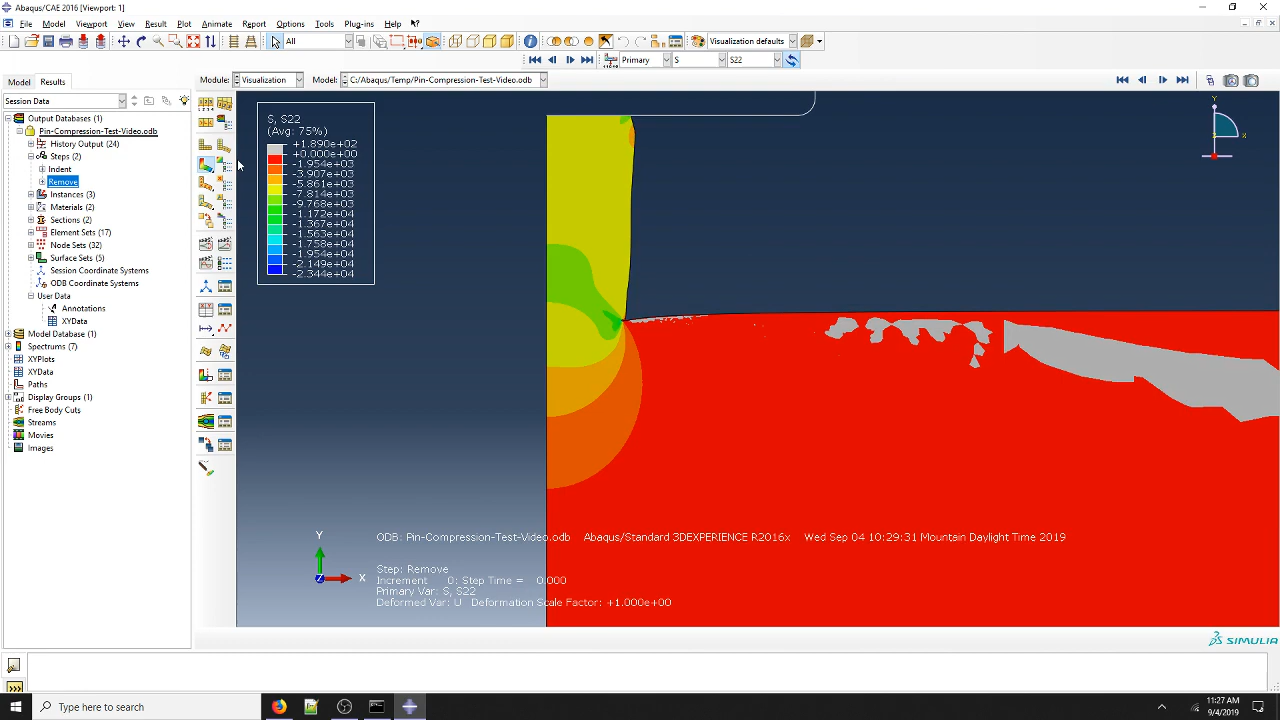 Abaqus/CAE 2016 [Viewport: 1]
File Model Viewport View Result Plot Animate Report Options Tools Plug-ins Help
All Visualization defaults
Primary S S22
Model Results Module: Visualization Model: C:/Abaqus/Temp/Pin-Compression-Test-Video.odb
Session Data
Output Databases (1)
Pin-Compression-Test-Video.odb
History Output (24)
Steps (2)
Indent
Remove
Instances (3)
Materials (2)
Sections (2)
Element Sets (17)
Node Sets (32)
Surface Sets (5)
Session Coordinate Systems
ODB Coordinate Systems
User Data
Annotations
XYData
Model Database (1)
Spectrums (7)
XYPlots
XYData
Paths
Display Groups (1)
Free Body Cuts
Streams
Movies
Images
S, S22
(Avg: 75%)
+1.890e+02
+0.000e+00
-1.954e+03
-3.907e+03
-5.861e+03
-7.814e+03
-9.768e+03
-1.172e+04
-1.367e+04
-1.563e+04
-1.758e+04
-1.954e+04
-2.149e+04
-2.344e+04
Y
X
Y
X
Z
ODB: Pin-Compression-Test-Video.odb Abaqus/Standard 3DEXPERIENCE R2016x Wed Sep 04 10:29:31 Mountain Daylight Time 2019
Step: Remove
Increment 0: Step Time = 0.000
Primary Var: S, S22
Deformed Var: U Deformation Scale Factor: +1.000e+00
SIMULIA
Type here to search
11:27 AM
9/4/2019